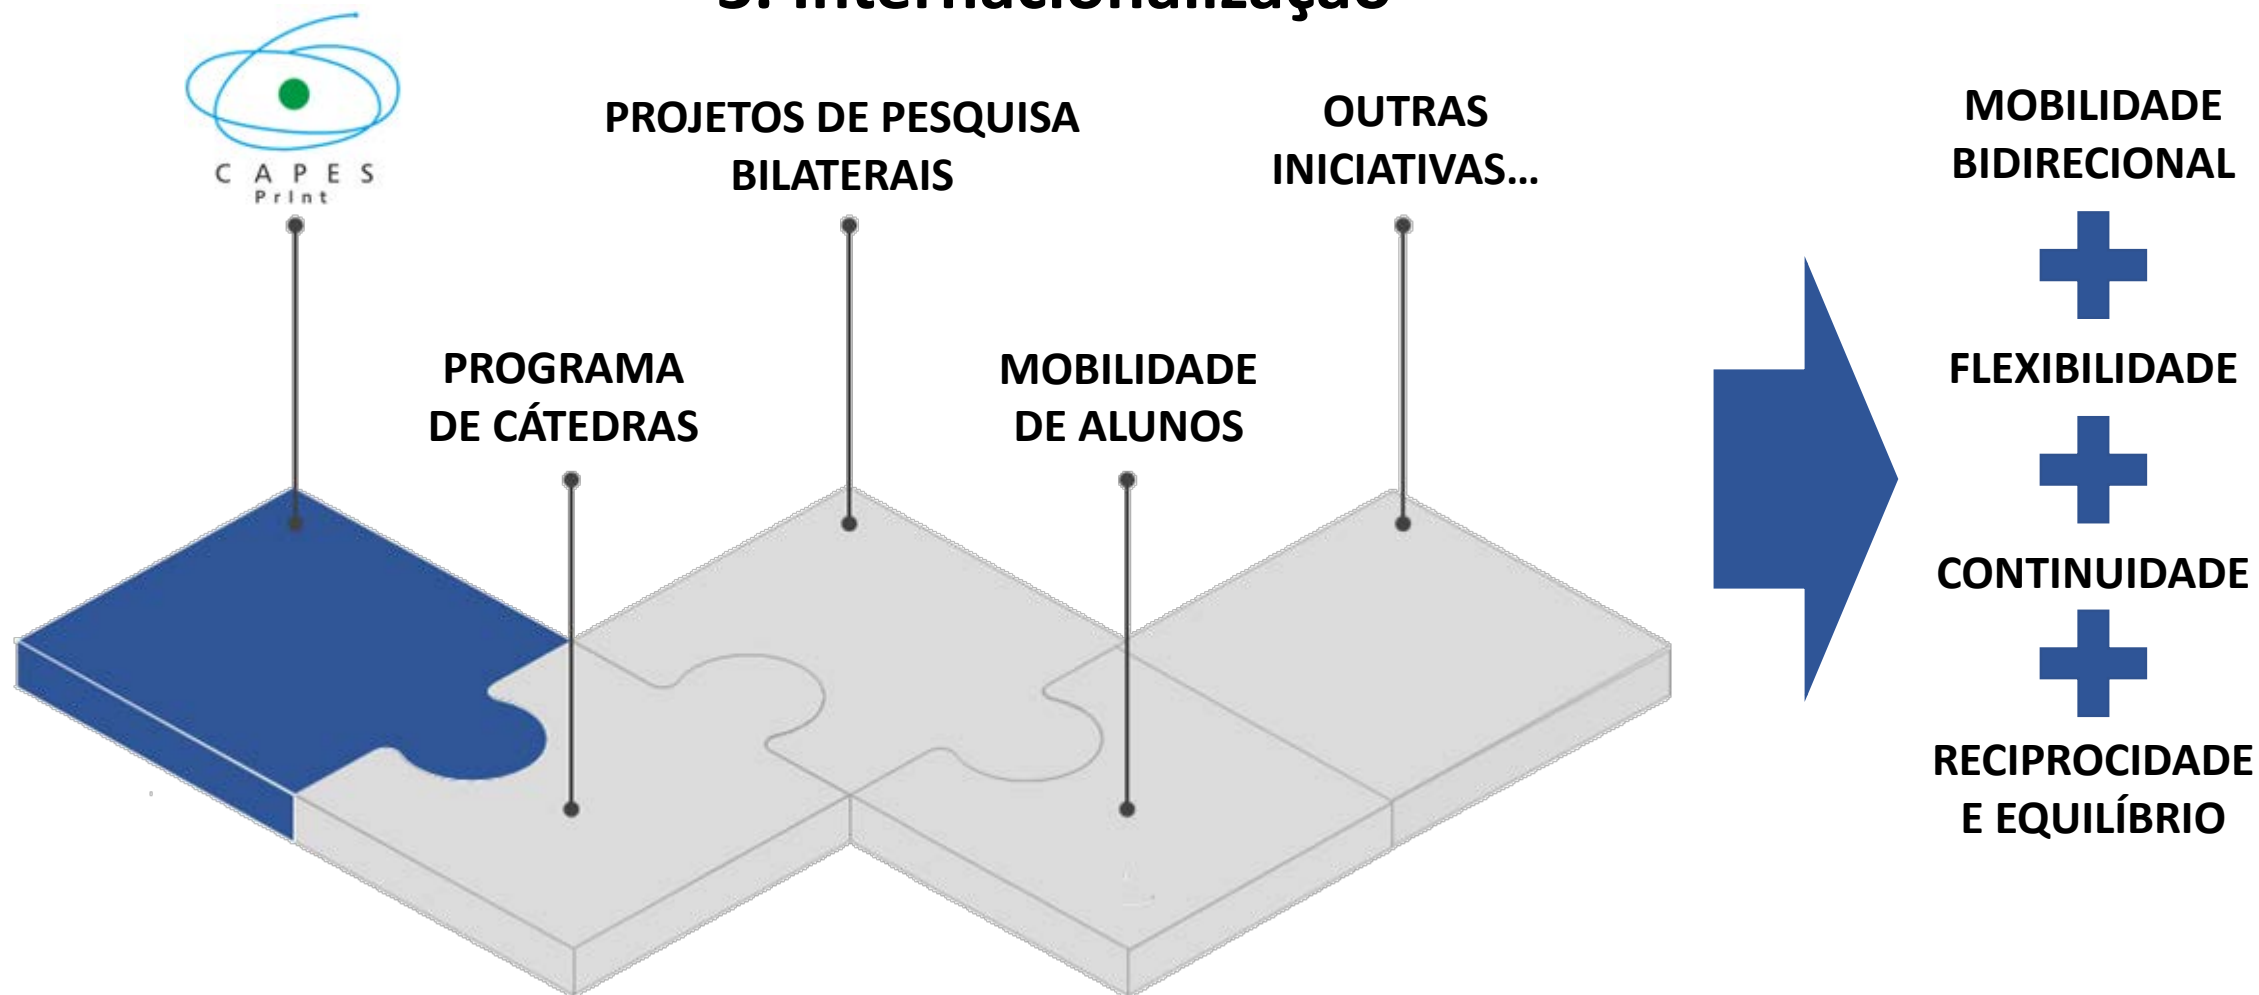 Internacionalização
CAPES
PrInt
PROJETOS DE PESQUISA
BILATERAIS
OUTRAS
INICIATIVAS...
PROGRAMA
DE CÁTEDRAS
MOBILIDADE
DE ALUNOS
MOBILIDADE
BIDIRECIONAL
FLEXIBILIDADE
CONTINUIDADE
RECIPROCIDADE
E EQUILÍBRIO